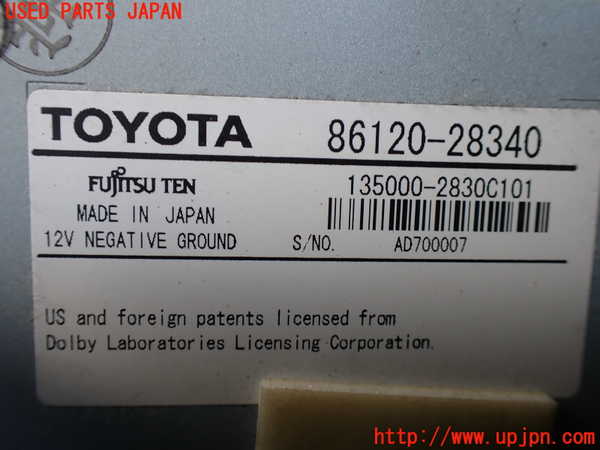 USED PARTS JAPAN
TOYOTA 86120-28340
FUJITSU TEN 135000-2830C101
MADE IN JAPAN
12V NEGATIVE GROUND S/NO. AD700007
US and foreign patents licensed from
Dolby Laboratories Licensing Corporation.
http://www.upjpn.com/